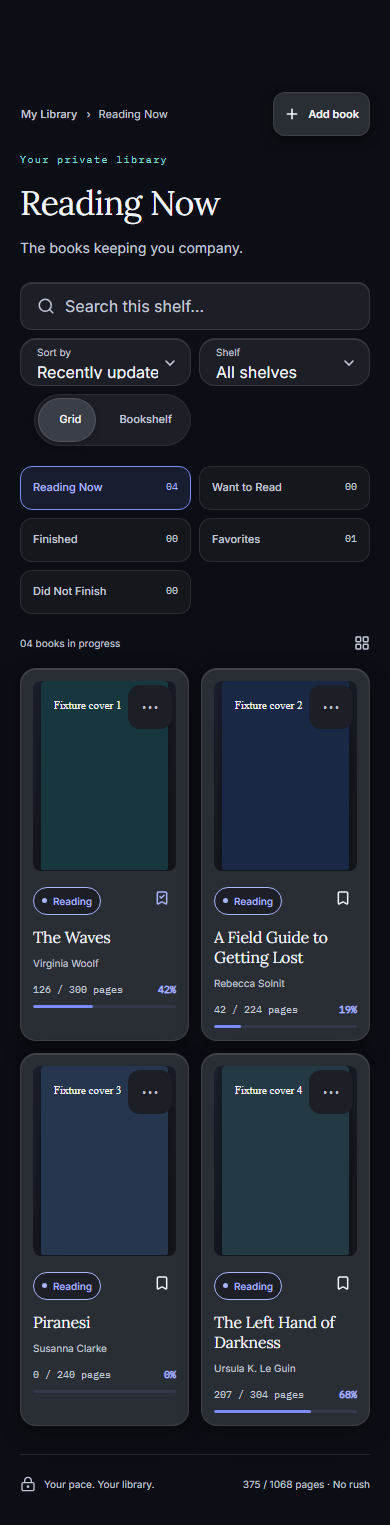 My Library › Reading Now
+ Add book
Your private library
Reading Now
The books keeping you company.
Search this shelf...
Sort by
Recently update
Shelf
All shelves
Grid
Bookshelf
Reading Now 04
Want to Read 00
Finished 00
Favorites 01
Did Not Finish 00
04 books in progress
Fixture cover 1
Reading
The Waves
Virginia Woolf
126 / 300 pages 42%
Fixture cover 2
Reading
A Field Guide to
Getting Lost
Rebecca Solnit
42 / 224 pages 19%
Fixture cover 3
Reading
Piranesi
Susanna Clarke
0 / 240 pages 0%
Fixture cover 4
Reading
The Left Hand of
Darkness
Ursula K. Le Guin
207 / 304 pages 68%
Your pace. Your library.
375 / 1068 pages · No rush